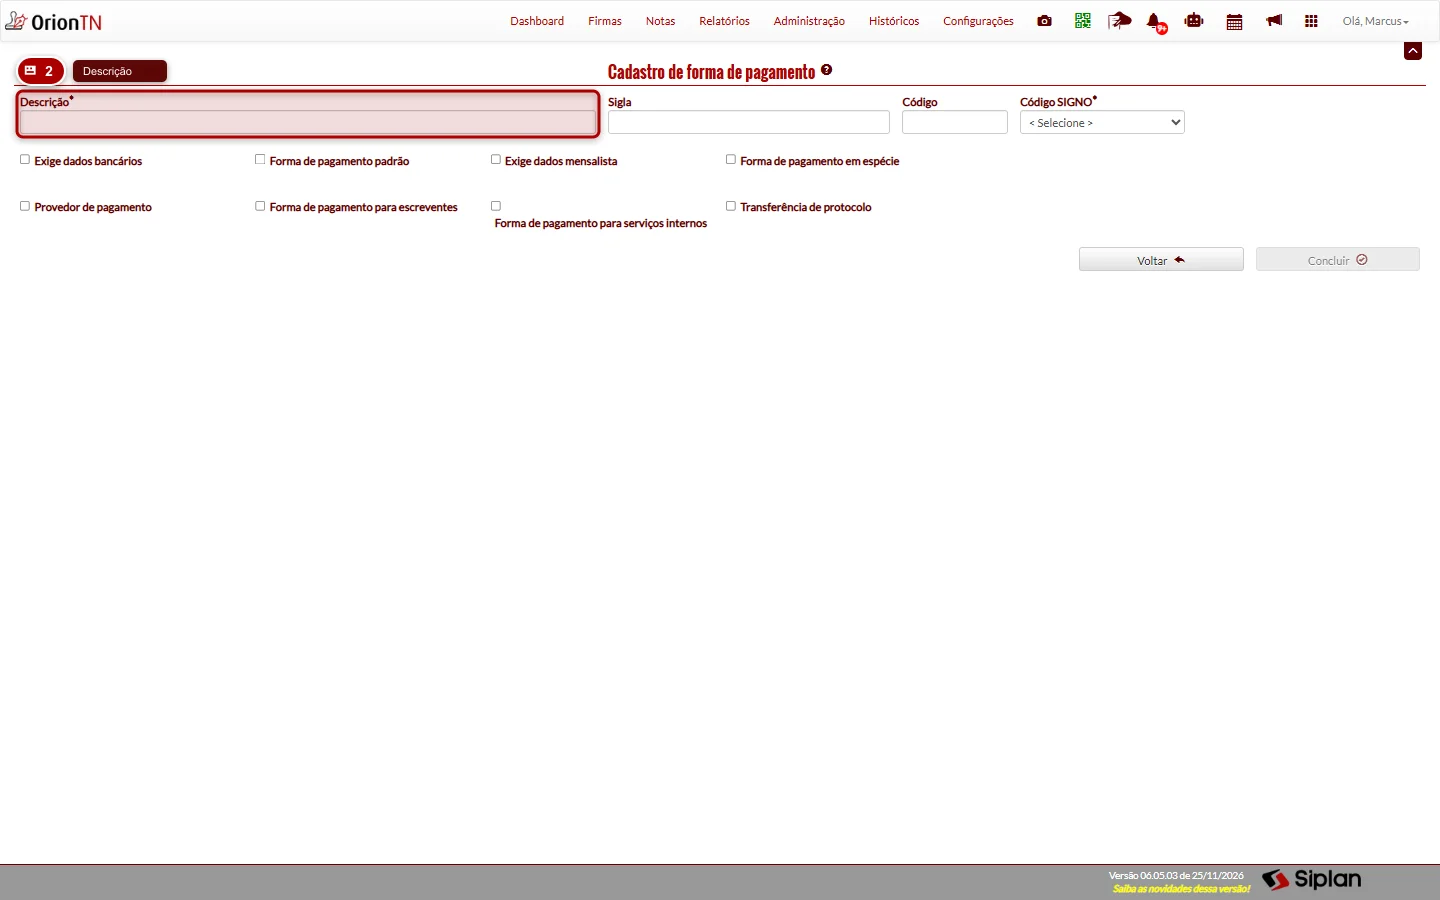 OrionTN
Dashboard Firmas Notas Relatórios Administração Históricos Configurações 9+ Olá, Marcus
2 Descrição
Cadastro de forma de pagamento ?
Descrição* Sigla Código Código SIGNO*
< Selecione >
Exige dados bancários Forma de pagamento padrão Exige dados mensalista Forma de pagamento em espécie
Provedor de pagamento Forma de pagamento para escreventes Forma de pagamento para serviços internos Transferência de protocolo
Voltar Concluir
Versão 06.05.03 de 25/11/2026
Saiba as novidades dessa versão!
Siplan